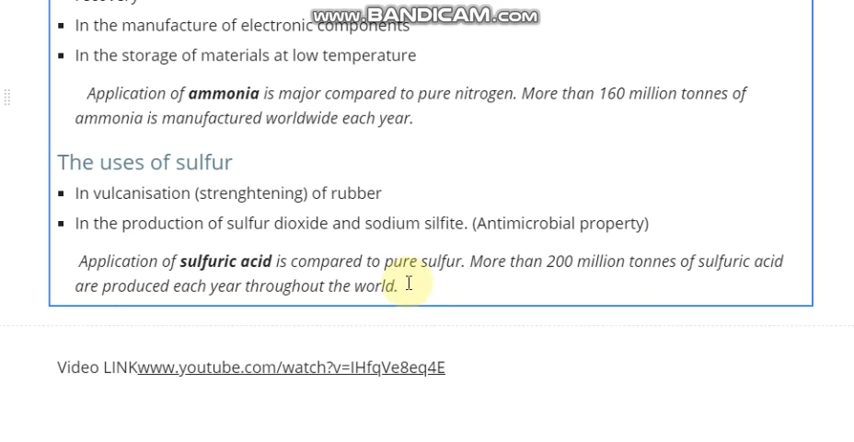 recovery
www.BANDICAM.com
▪ In the manufacture of electronic components
▪ In the storage of materials at low temperature
Application of ammonia is major compared to pure nitrogen. More than 160 million tonnes of
ammonia is manufactured worldwide each year.
The uses of sulfur
▪ In vulcanisation (strenghtening) of rubber
▪ In the production of sulfur dioxide and sodium silfite. (Antimicrobial property)
Application of sulfuric acid is compared to pure sulfur. More than 200 million tonnes of sulfuric acid
are produced each year throughout the world.
Video LINKwww.youtube.com/watch?v=IHfqVe8eq4E